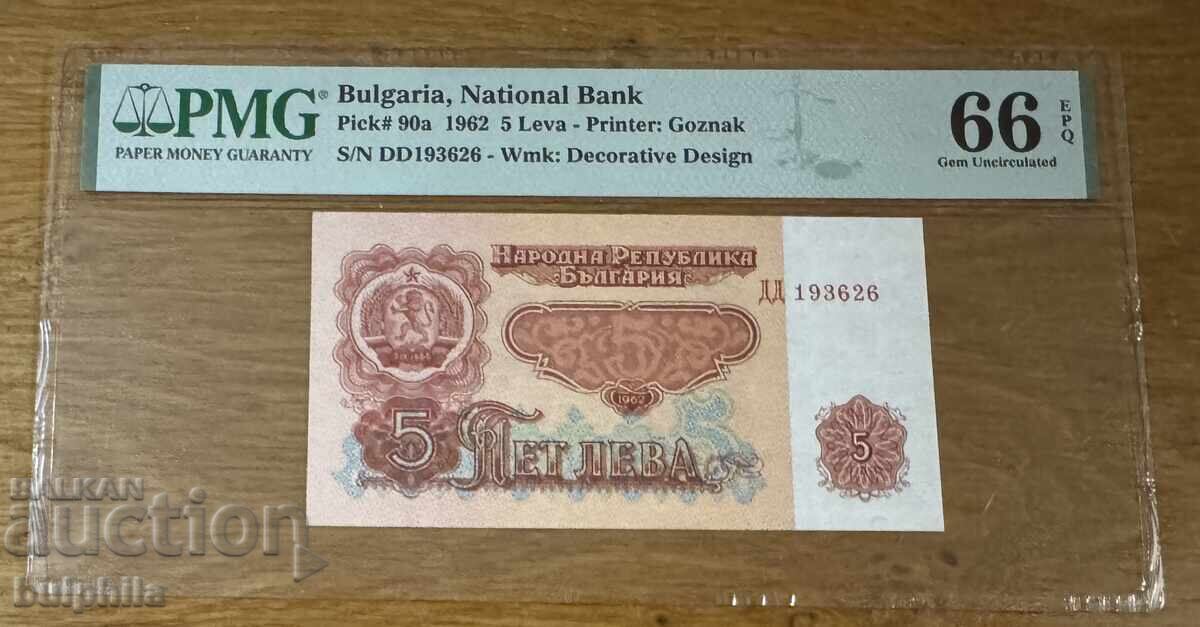 PMG®
PAPER MONEY GUARANTY
Bulgaria, National Bank
Pick# 90a 1962 5 Leva - Printer: Goznak
S/N DD193626 - Wmk: Decorative Design
66 EPQ
Gem Uncirculated
НАРОДНА РЕПУБЛИКА
БЪЛГАРИЯ
ДД 193626
5
1962
5 ПЕТ ЛЕВА
5
BALKAN
auction
bulphila